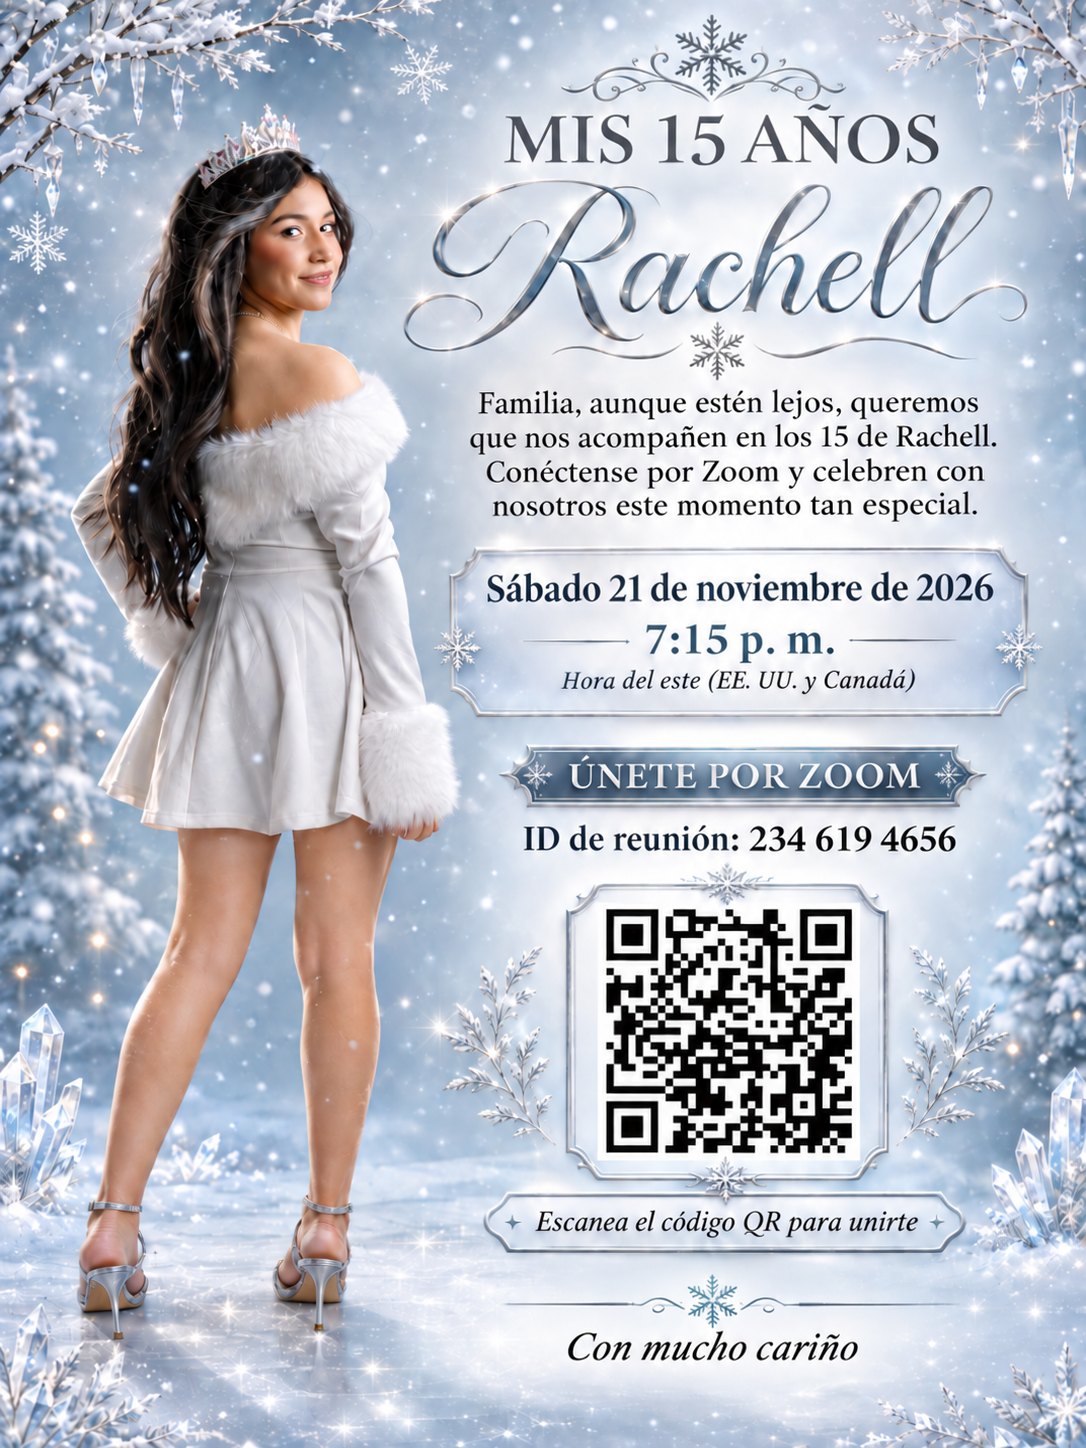 MIS 15 AÑOS
Rachell
Familia, aunque estén lejos, queremos
que nos acompañen en los 15 de Rachell.
Conéctense por Zoom y celebren con
nosotros este momento tan especial.
Sábado 21 de noviembre de 2026
7:15 p. m.
Hora del este (EE. UU. y Canadá)
ÚNETE POR ZOOM
ID de reunión: 234 619 4656
Escanea el código QR para unirte
Con mucho cariño